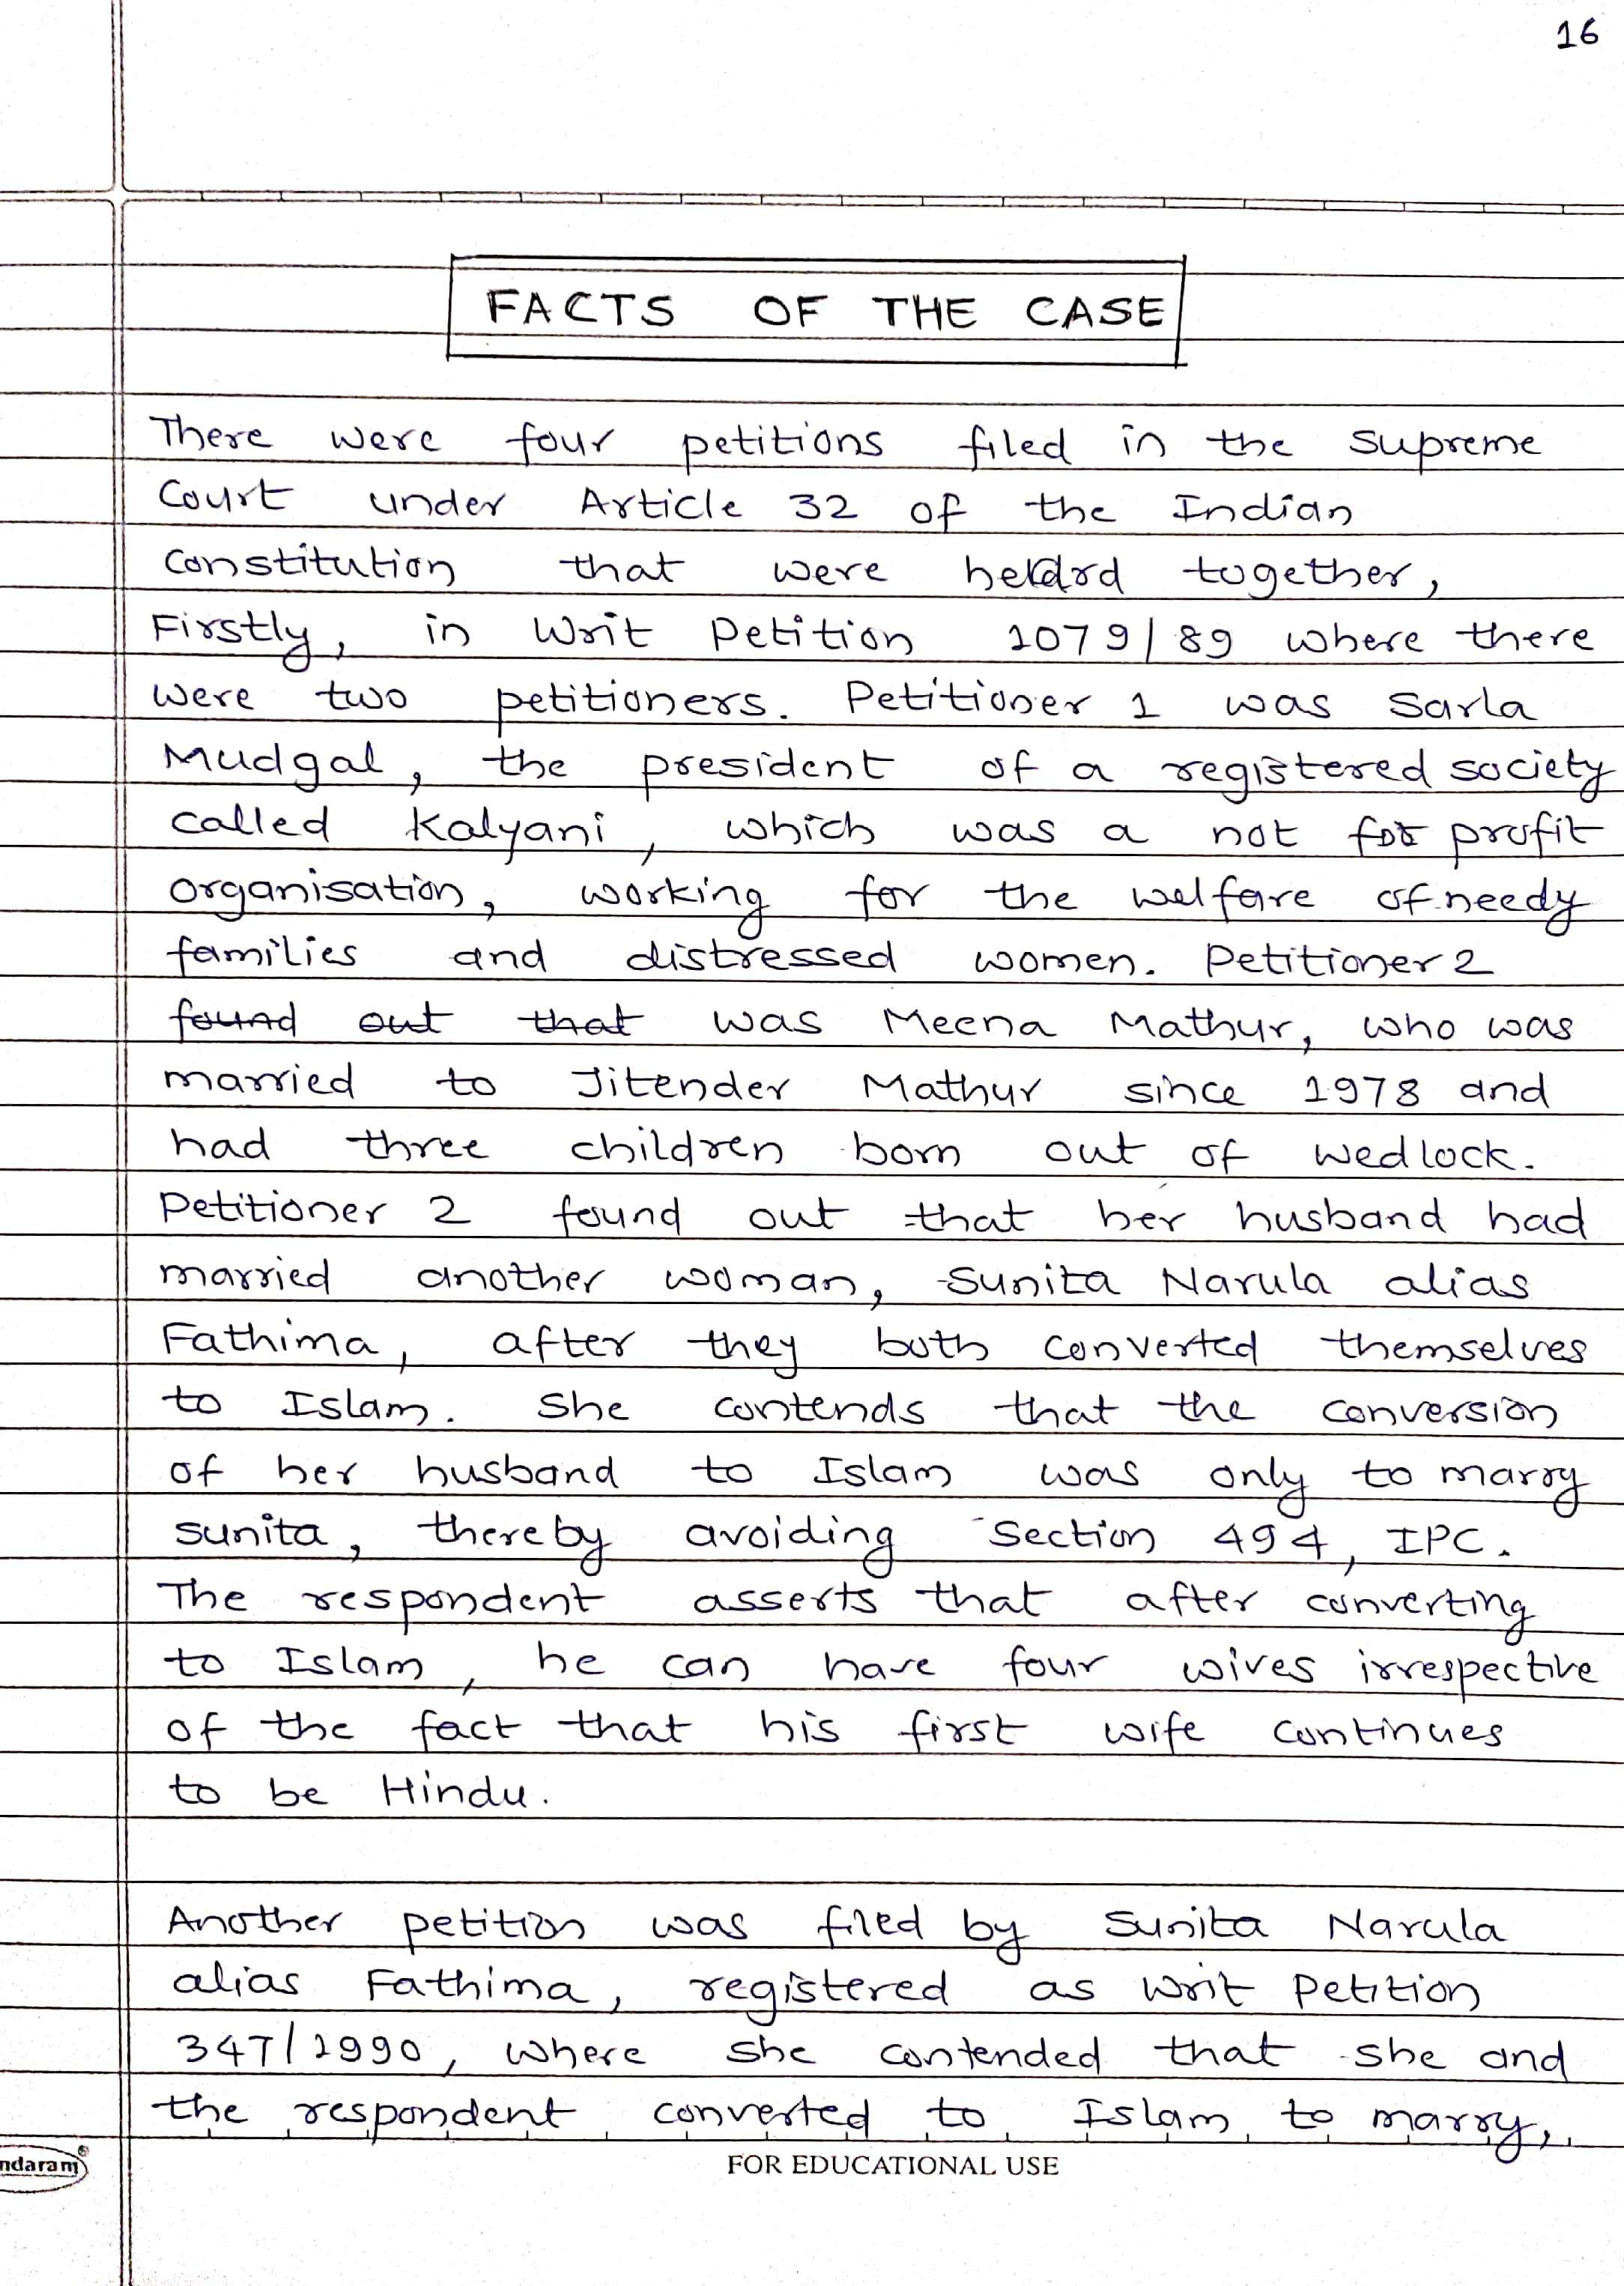 16
FACTS OF THE CASE
There were four petitions filed in the Supreme
Court under Article 32 of the Indian
Constitution that were heard together,
Firstly, in Writ Petition 1079/89 where there
were two petitioners. Petitioner 1 was Sarla
Mudgal, the president of a registered society
called Kalyani, which was a not for profit
organisation, working for the welfare of needy
families and distressed women. Petitioner 2
found out that was Meena Mathur, who was
married to Jitender Mathur since 1978 and
had three children born out of wedlock.
Petitioner 2 found out that her husband had
married another woman, Sunita Narula alias
Fathima, after they both converted themselves
to Islam. She contends that the conversion
of her husband to Islam was only to marry
sunita, thereby avoiding Section 494, IPC.
The respondent asserts that after converting
to Islam, he can have four wives irrespective
of the fact that his first wife continues
to be Hindu.
Another petition was filed by Sunita Narula
alias Fathima, registered as Writ Petition
347/1990, where she contended that she and
the respondent converted to Islam to marry,
ndaram
FOR EDUCATIONAL USE